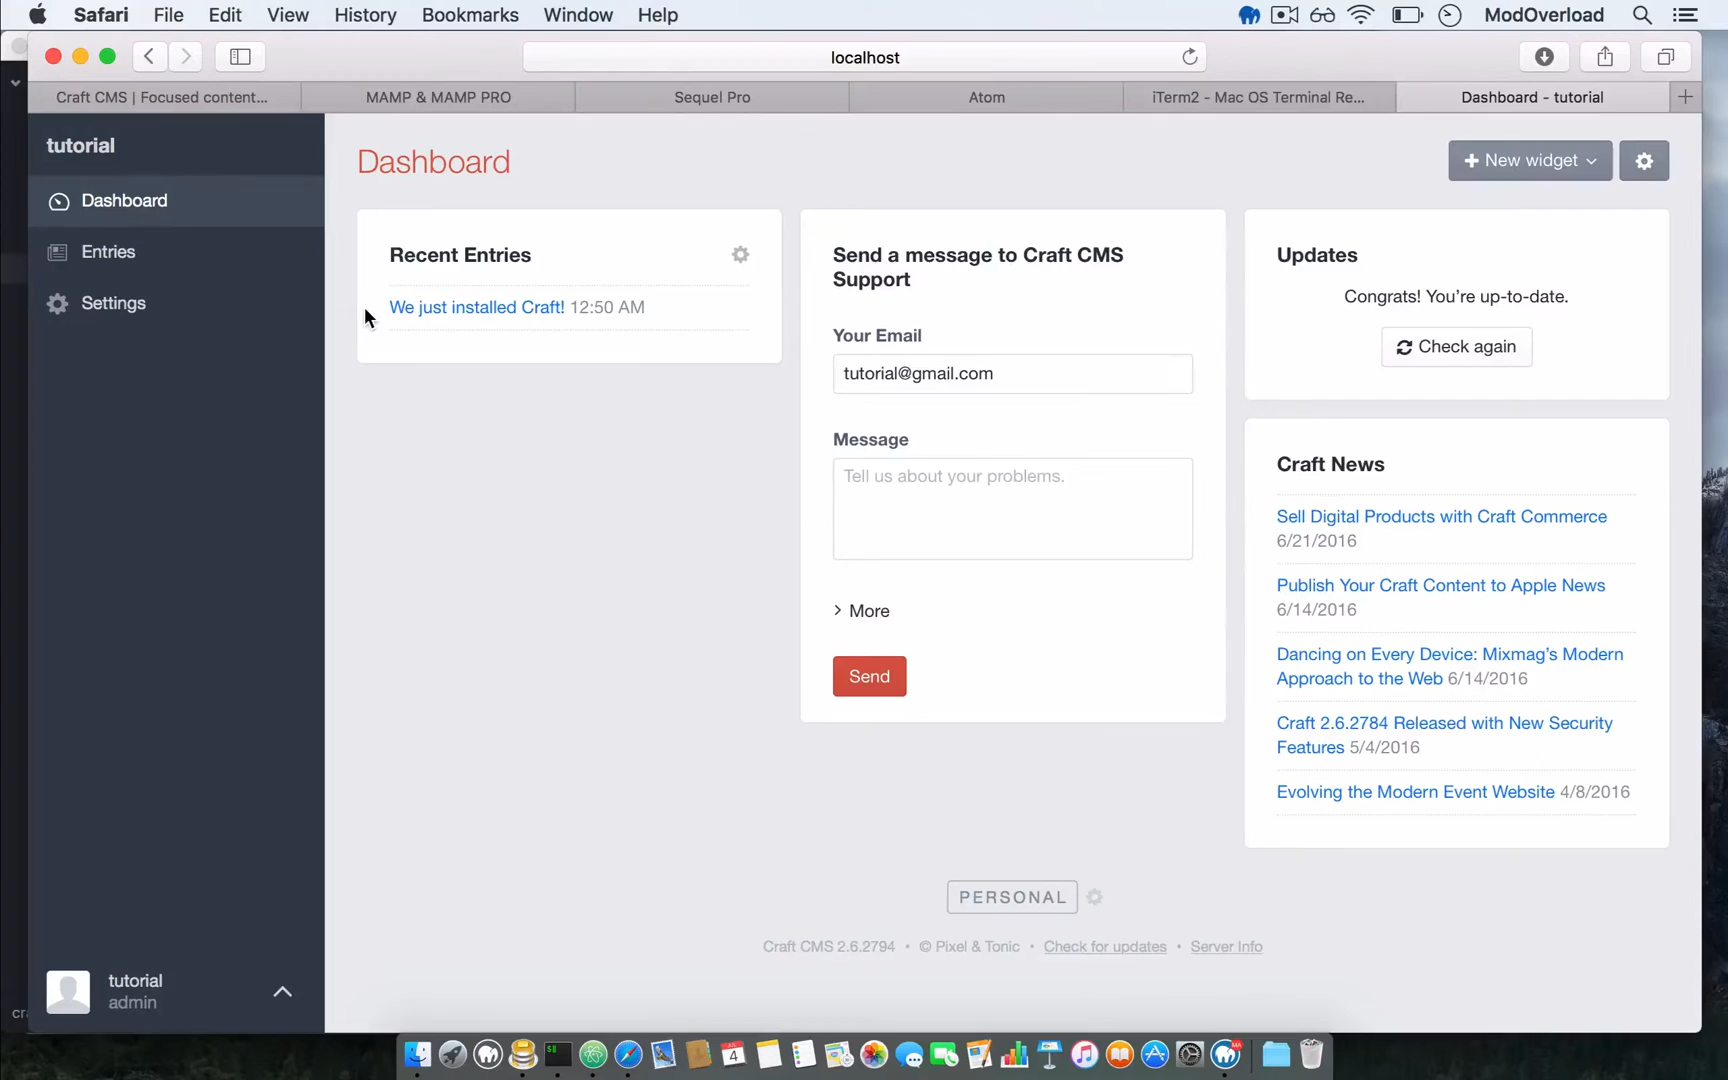 Safari File Edit View History Bookmarks Window Help ModOverload
localhost
Craft CMS | Focused content... MAMP & MAMP PRO Sequel Pro Atom iTerm2 - Mac OS Terminal Re... Dashboard - tutorial
tutorial
Dashboard
Entries
Settings
Dashboard
+ New widget
Recent Entries
We just installed Craft! 12:50 AM
Send a message to Craft CMS
Support
Your Email
tutorial@gmail.com
Message
Tell us about your problems.
More
Send
Updates
Congrats! You're up-to-date.
Check again
Craft News
Sell Digital Products with Craft Commerce
6/21/2016
Publish Your Craft Content to Apple News
6/14/2016
Dancing on Every Device: Mixmag's Modern
Approach to the Web 6/14/2016
Craft 2.6.2784 Released with New Security
Features 5/4/2016
Evolving the Modern Event Website 4/8/2016
PERSONAL
Craft CMS 2.6.2794 • © Pixel & Tonic • Check for updates • Server Info
tutorial
admin
4